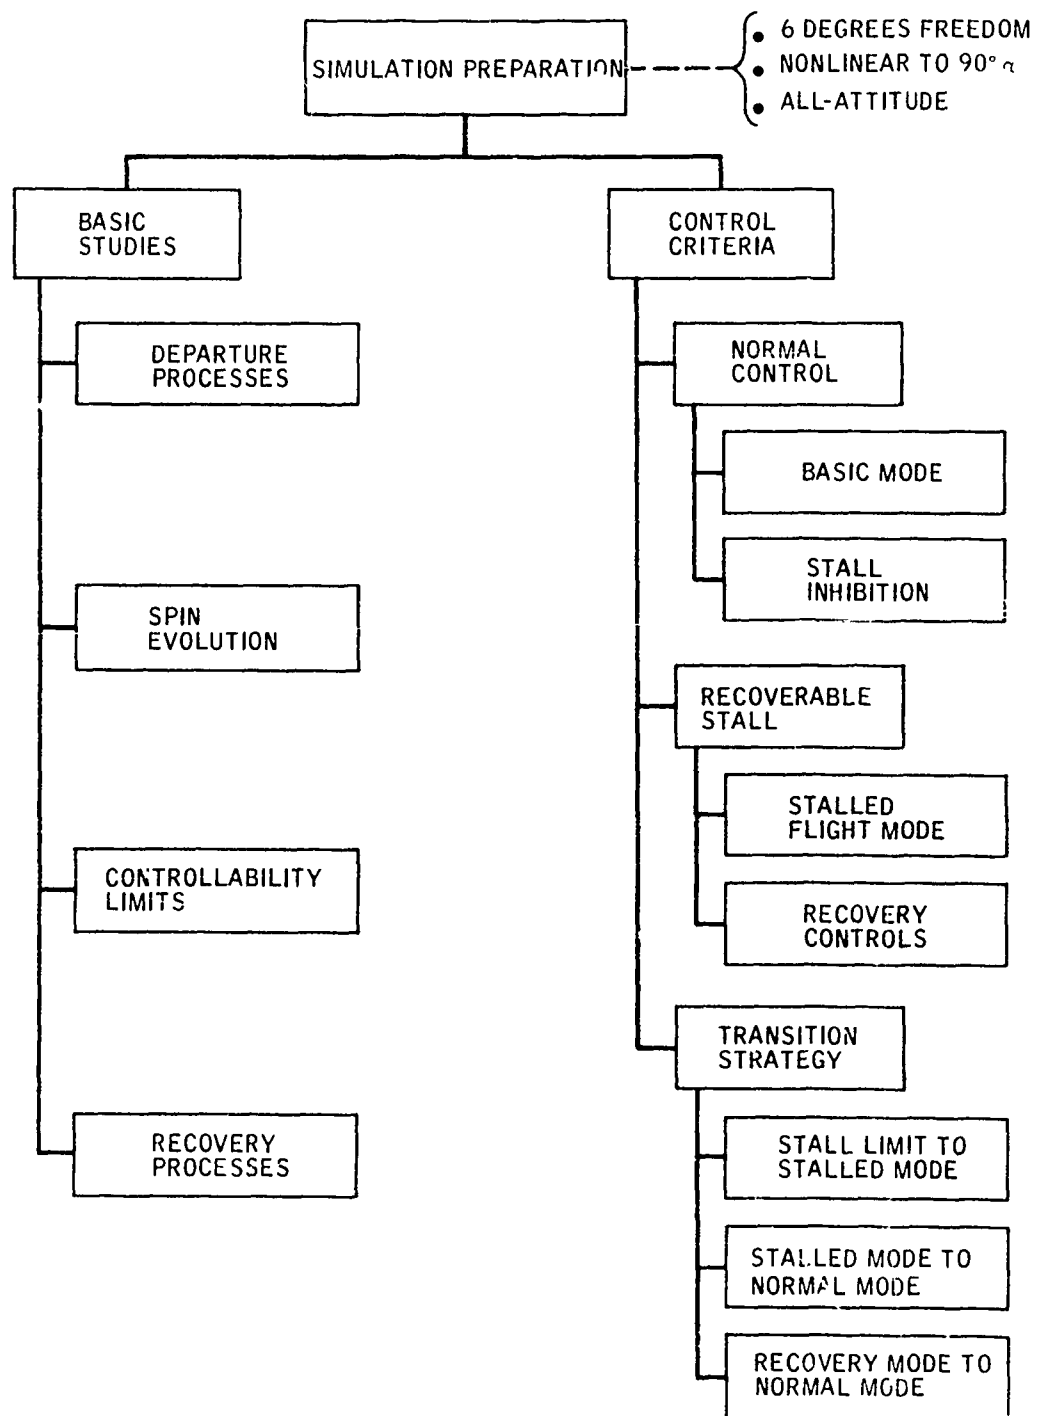 SIMULATION PREPARATION
• 6 DEGREES FREEDOM
• NONLINEAR TO 90° α
• ALL-ATTITUDE
BASIC
STUDIES
DEPARTURE
PROCESSES
SPIN
EVOLUTION
CONTROLLABILITY
LIMITS
RECOVERY
PROCESSES
CONTROL
CRITERIA
NORMAL
CONTROL
BASIC MODE
STALL
INHIBITION
RECOVERABLE
STALL
STALLED
FLIGHT MODE
RECOVERY
CONTROLS
TRANSITION
STRATEGY
STALL LIMIT TO
STALLED MODE
STALLED MODE TO
NORMAL MODE
RECOVERY MODE TO
NORMAL MODE